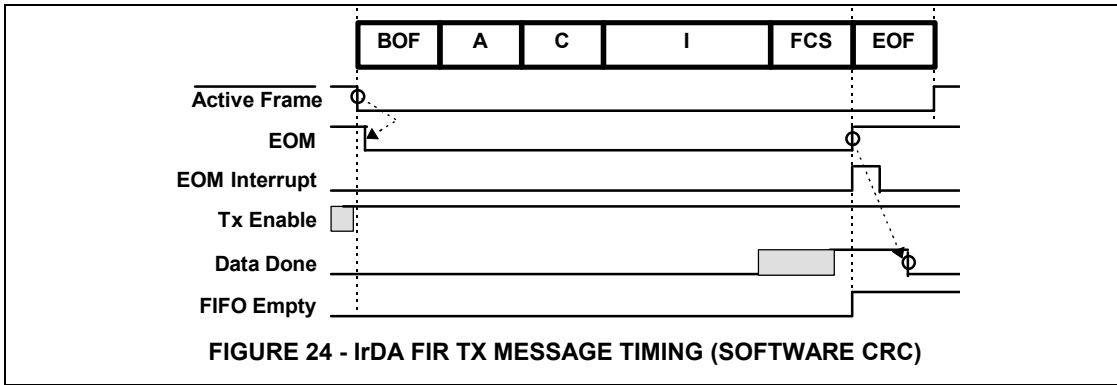 BOF A C I FCS EOF
Active Frame
EOM
EOM Interrupt
Tx Enable
Data Done
FIFO Empty
FIGURE 24 - IrDA FIR TX MESSAGE TIMING (SOFTWARE CRC)